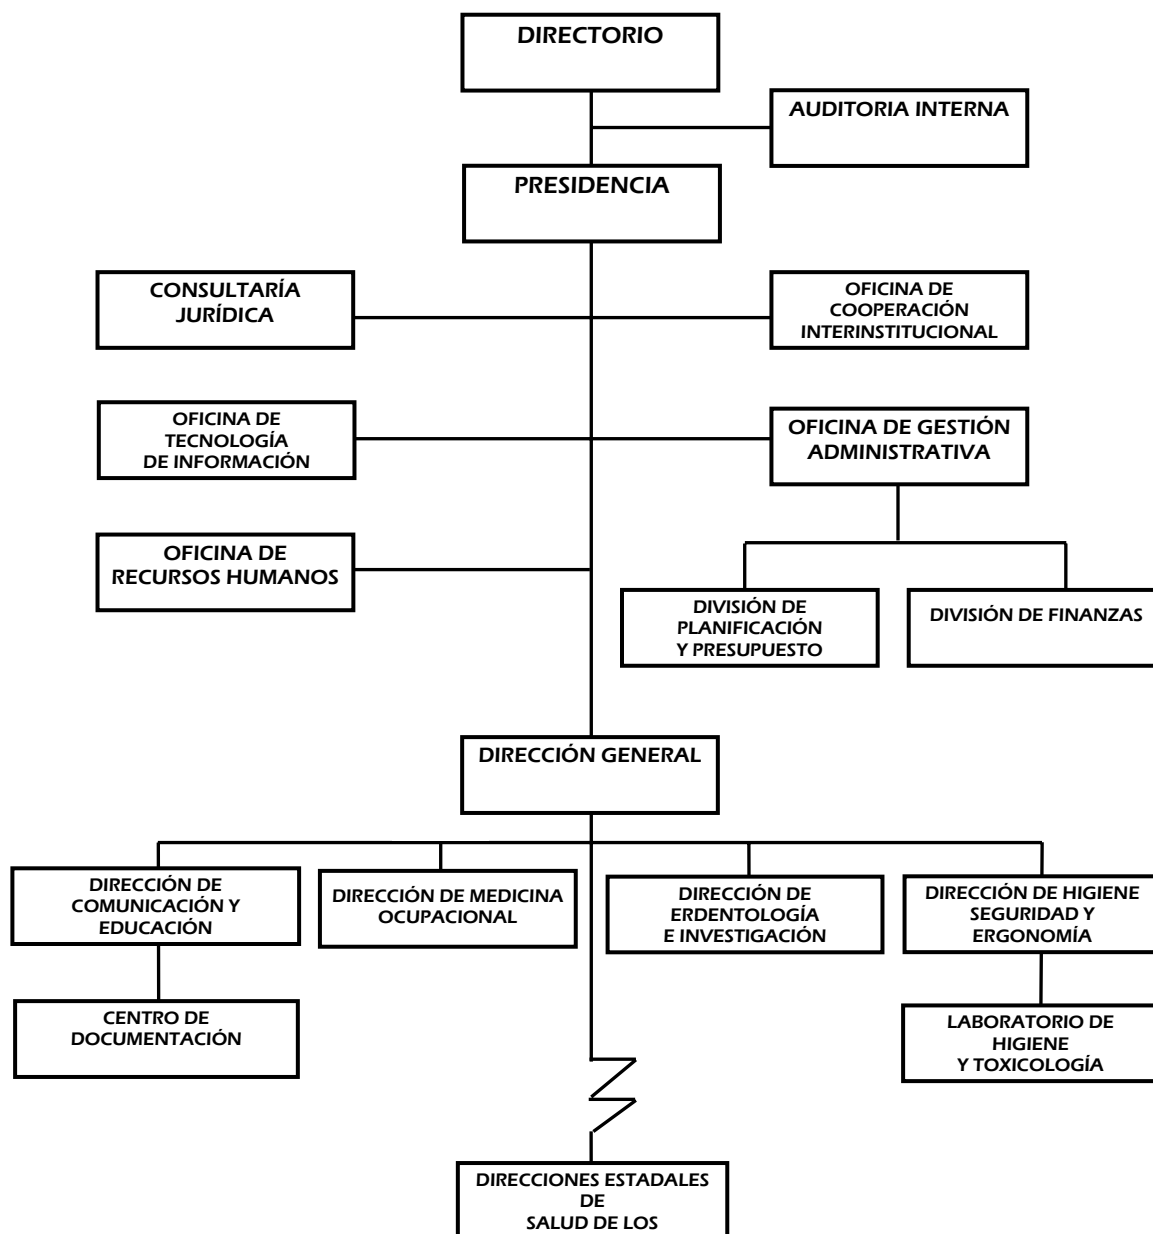 DIRECTORIO
AUDITORIA INTERNA
PRESIDENCIA
CONSULTARÍA
JURÍDICA
OFICINA DE
COOPERACIÓN
INTERINSTITUCIONAL
OFICINA DE
TECNOLOGÍA
DE INFORMACIÓN
OFICINA DE GESTIÓN
ADMINISTRATIVA
OFICINA DE
RECURSOS HUMANOS
DIVISIÓN DE
PLANIFICACIÓN
Y PRESUPUESTO
DIVISIÓN DE FINANZAS
DIRECCIÓN GENERAL
DIRECCIÓN DE
COMUNICACIÓN Y
EDUCACIÓN
DIRECCIÓN DE MEDICINA
OCUPACIONAL
DIRECCIÓN DE
ERDENTOLOGÍA
E INVESTIGACIÓN
DIRECCIÓN DE HIGIENE
SEGURIDAD Y
ERGONOMÍA
CENTRO DE
DOCUMENTACIÓN
LABORATORIO DE
HIGIENE
Y TOXICOLOGÍA
DIRECCIONES ESTADALES
DE
SALUD DE LOS